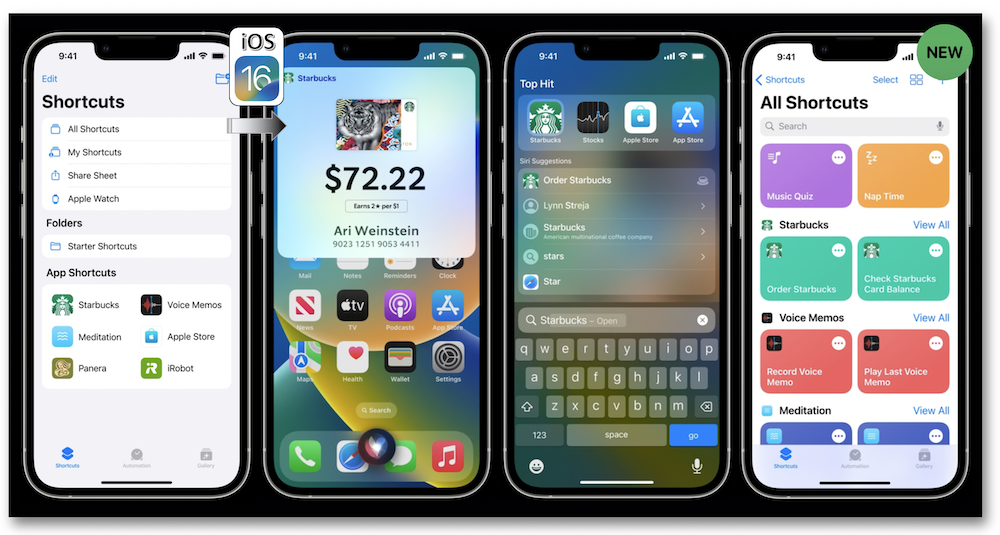 iOS
16
NEW
9:41
Edit
Shortcuts
All Shortcuts
My Shortcuts
Share Sheet
Apple Watch
Folders
Starter Shortcuts
App Shortcuts
Starbucks
Voice Memos
Meditation
Apple Store
Panera
iRobot
Shortcuts
Automation
Gallery
9:41
Starbucks
$72.22
Earns 2★ per $1
Ari Weinstein
9023 1251 9053 4411
Mail
Notes
Reminders
Clock
News
TV
Podcasts
App Store
Maps
Health
Wallet
Settings
Search
9:41
Top Hit
Starbucks
Stocks
Apple Store
App Store
Siri Suggestions
Order Starbucks
Lynn Streja
Starbucks
American multinational coffee company
stars
Star
Starbucks – Open
q w e r t y u i o p
a s d f g h j k l
z x c v b n m
123
space
go
9:41
Shortcuts
Select
All Shortcuts
Search
Music Quiz
Nap Time
Starbucks
View All
Order Starbucks
Check Starbucks
Card Balance
Voice Memos
View All
Record Voice
Memo
Play Last Voice
Memo
Meditation
View All
Shortcuts
Automation
Gallery